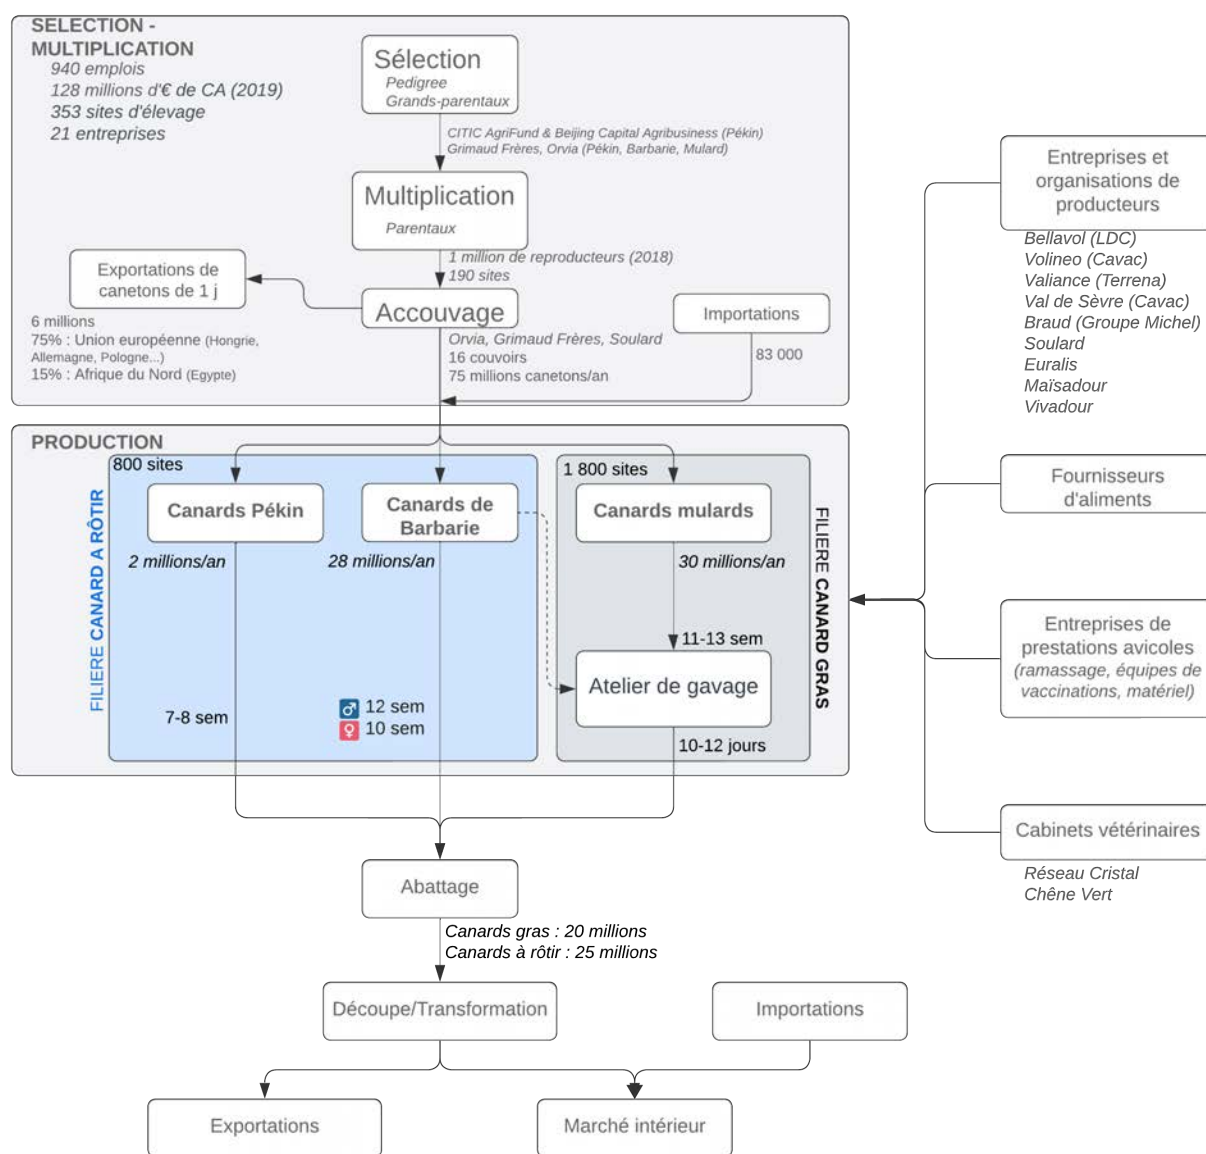 SELECTION -
MULTIPLICATION
940 emplois
128 millions d'€ de CA (2019)
353 sites d'élevage
21 entreprises
Sélection
Pedigree
Grands-parentaux
CITIC AgriFund & Beijing Capital Agribusiness (Pékin)
Grimaud Frères, Orvia (Pékin, Barbarie, Mulard)
Multiplication
Parentaux
1 million de reproducteurs (2018)
190 sites
Exportations de
canetons de 1 j
6 millions
75% : Union européenne (Hongrie,
Allemagne, Pologne...)
15% : Afrique du Nord (Egypte)
Accouvage
Orvia, Grimaud Frères, Soulard
16 couvoirs
75 millions canetons/an
Importations
83 000
PRODUCTION
FILIERE CANARD A RÔTIR
800 sites
Canards Pékin
2 millions/an
7-8 sem
Canards de
Barbarie
28 millions/an
♂ 12 sem
♀ 10 sem
1 800 sites
Canards mulards
30 millions/an
11-13 sem
Atelier de gavage
10-12 jours
FILIERE CANARD GRAS
Entreprises et
organisations de
producteurs
Bellavol (LDC)
Volineo (Cavac)
Valiance (Terrena)
Val de Sèvre (Cavac)
Braud (Groupe Michel)
Soulard
Euralis
Maïsadour
Vivadour
Fournisseurs
d'aliments
Entreprises de
prestations avicoles
(ramassage, équipes de
vaccinations, matériel)
Cabinets vétérinaires
Réseau Cristal
Chêne Vert
Abattage
Canards gras : 20 millions
Canards à rôtir : 25 millions
Découpe/Transformation
Importations
Exportations
Marché intérieur